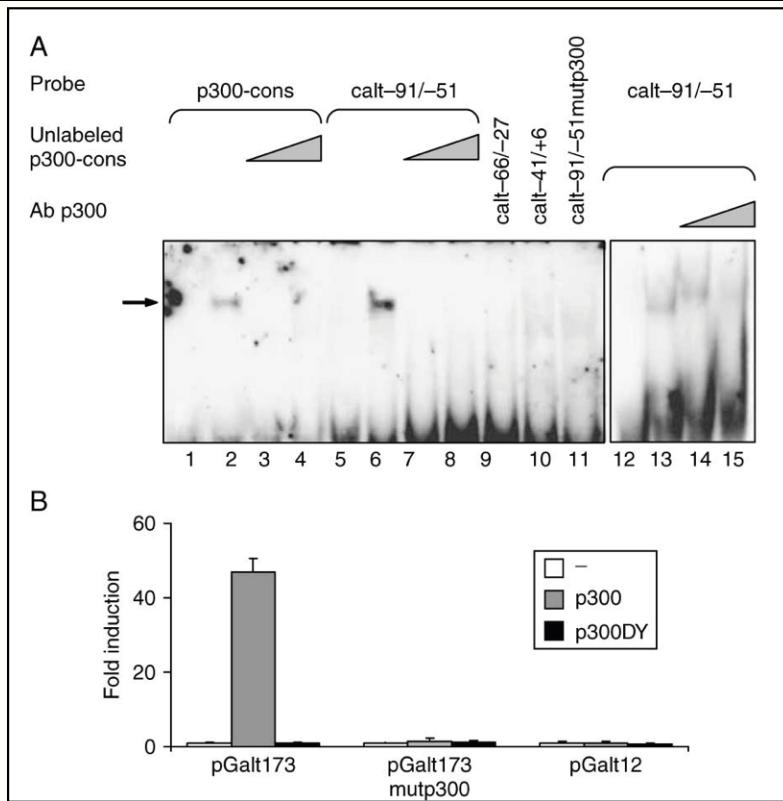 A
Probe
p300-cons
calt–91/–51
calt–66/–27
calt–41/+6
calt–91/–51mutp300
calt–91/–51
Unlabeled
p300-cons
Ab p300
1 2 3 4 5 6 7 8 9 10 11 12 13 14 15
B
Fold induction
60
40
20
0
–
p300
p300DY
pGalt173
pGalt173
mutp300
pGalt12